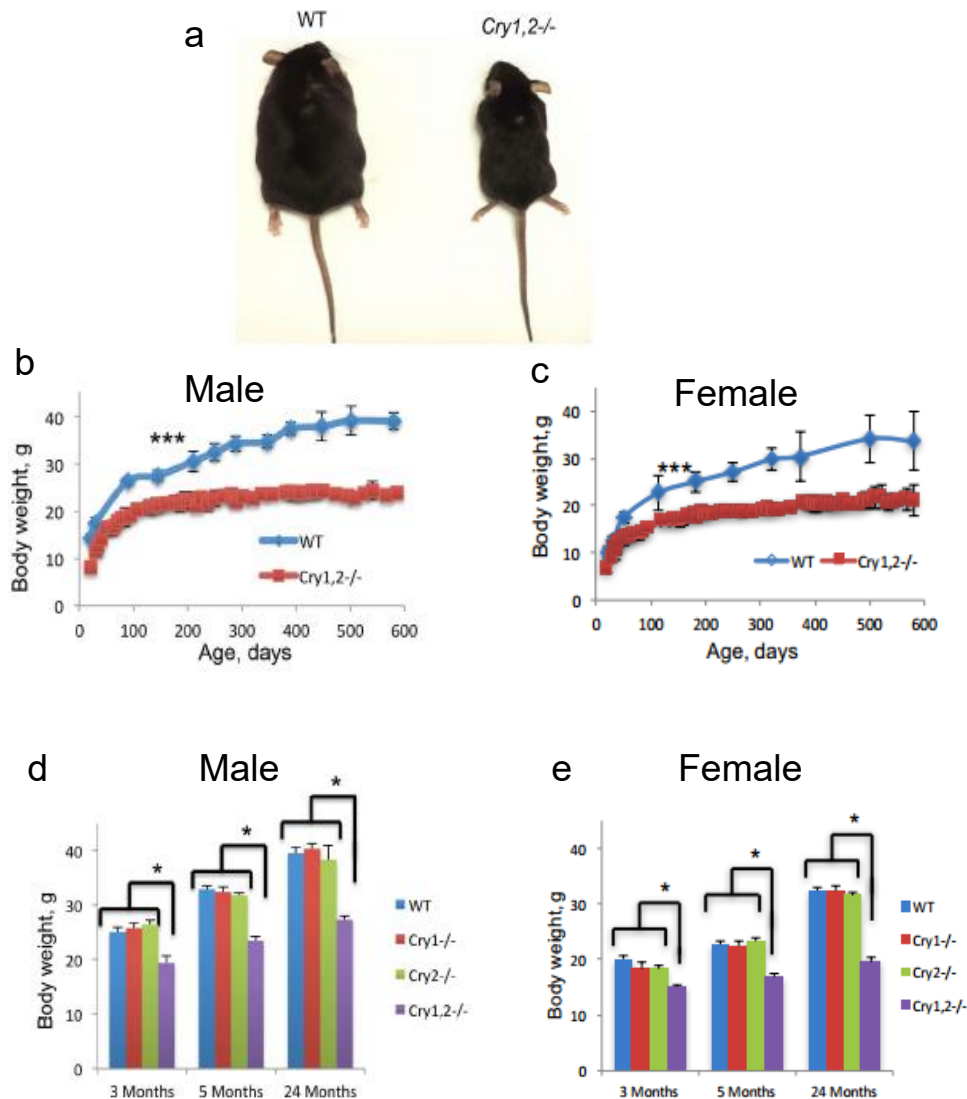 a
WT
Cry1,2-/-
b
Male
***
Body weight, g
40
30
20
10
0
WT
Cry1,2-/-
0 100 200 300 400 500 600
Age, days
c
Female
***
Body weight,g
40
30
20
10
0
WT Cry1,2-/-
0 100 200 300 400 500 600
Age, days
d
Male
* * *
Body weight, g
40
30
20
10
0
WT
Cry1-/-
Cry2-/-
Cry1,2-/-
3 Months 5 Months 24 Months
e
Female
* * *
Body weight, g
40
30
20
10
0
WT
Cry1-/-
Cry2-/-
Cry1,2-/-
3 Months 5 Months 24 Months